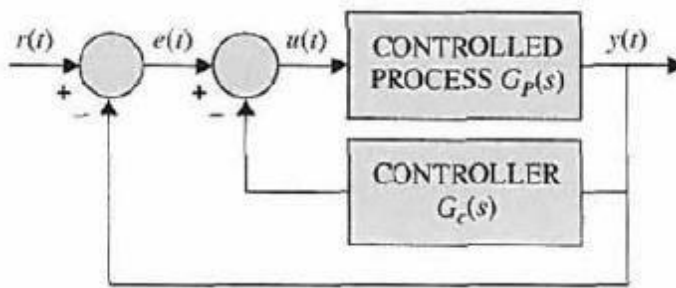 r(t)
e(t)
u(t)
CONTROLLED
PROCESS G_P(s)
y(t)
+
−
+
−
CONTROLLER
G_c(s)